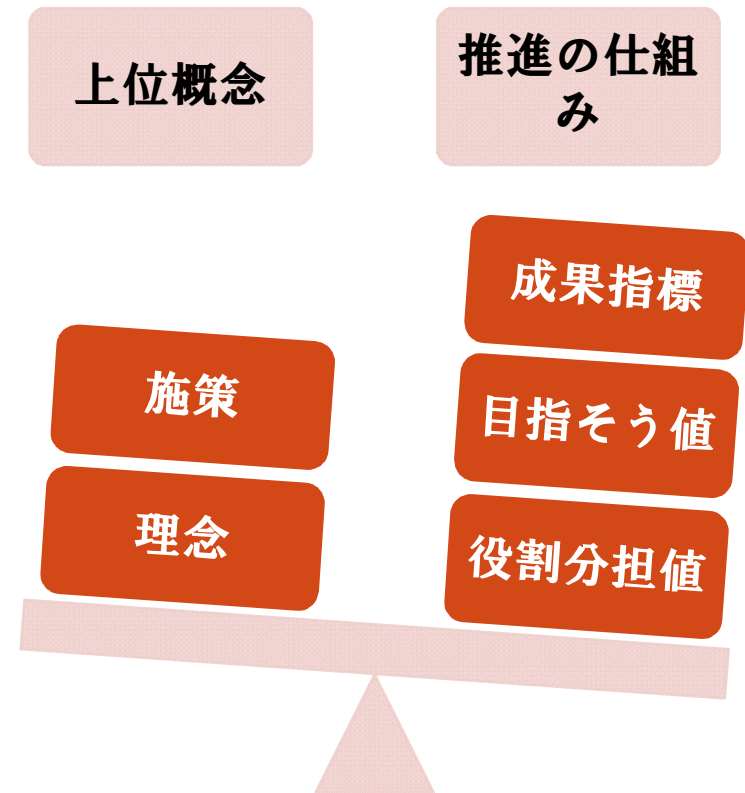 上位概念
推進の仕組
み
成果指標
施策
目指そう値
理念
役割分担値